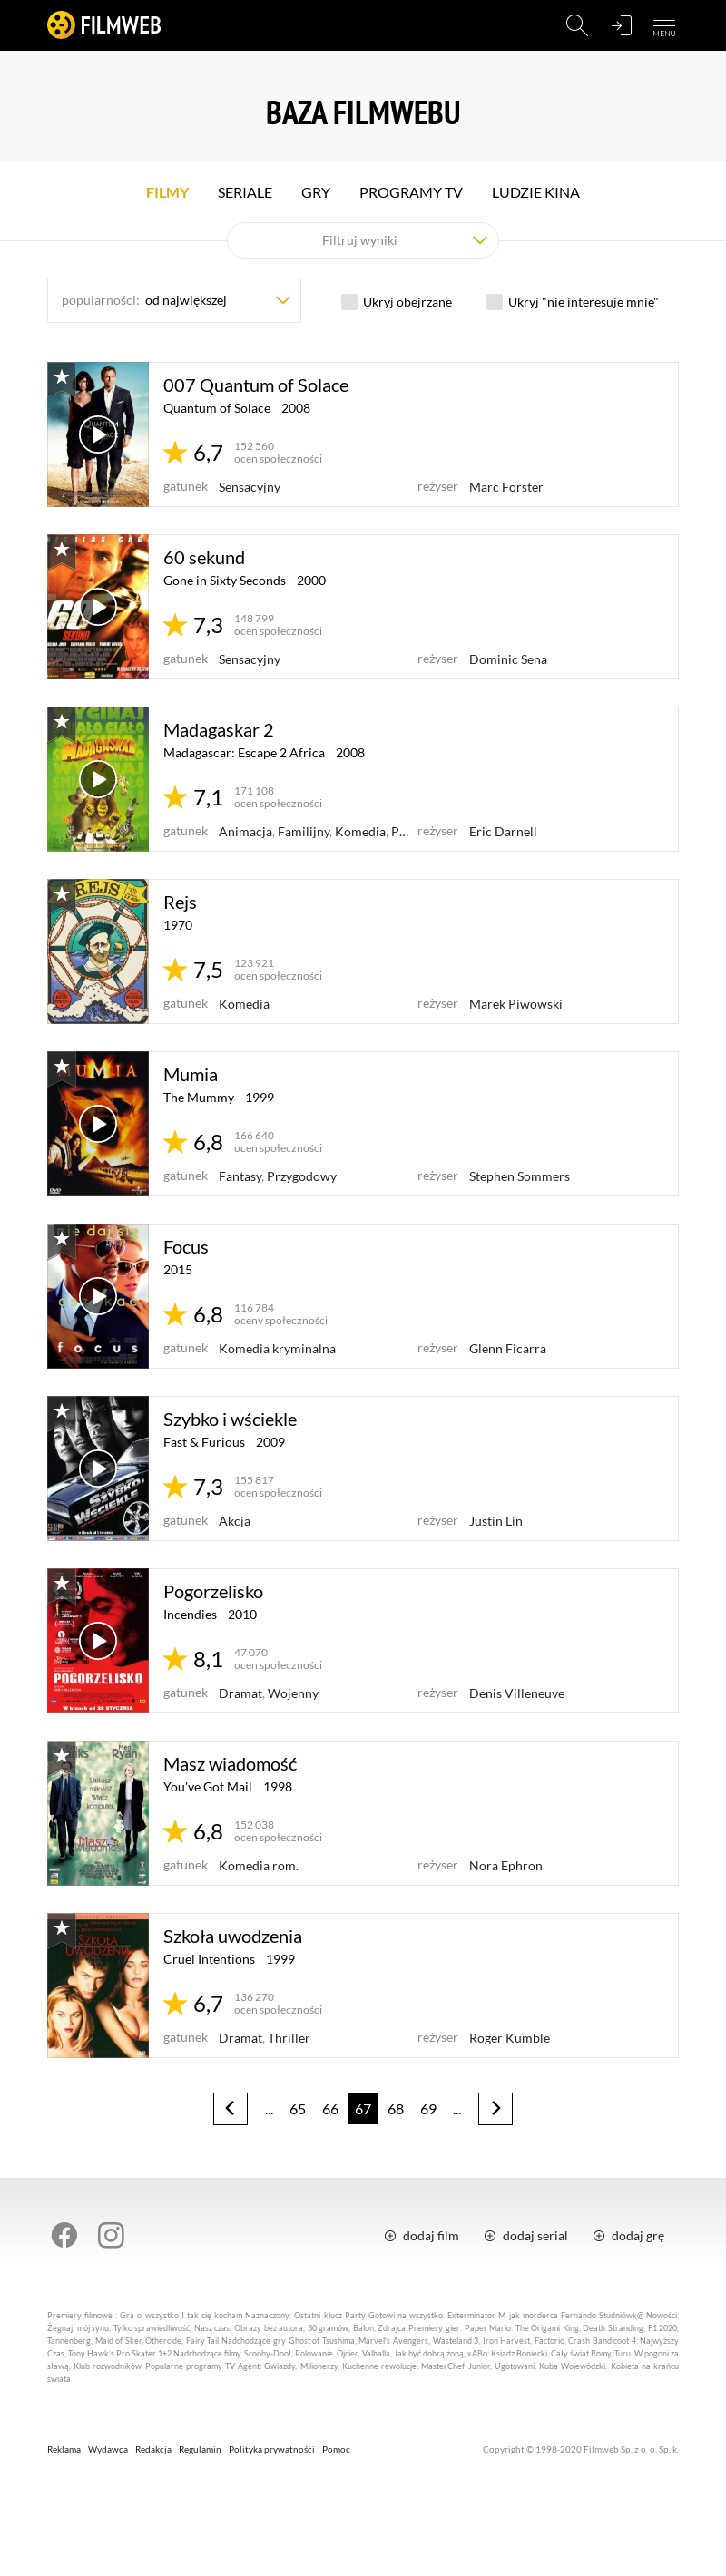 FILMWEB
MENU
BAZA FILMWEBU
FILMY SERIALE GRY PROGRAMY TV LUDZIE KINA
Filtruj wyniki
popularności: od największej
Ukryj obejrzane
Ukryj "nie interesuje mnie"
007 Quantum of Solace
Quantum of Solace 2008
6,7
152 560
ocen społeczności
gatunek Sensacyjny reżyser Marc Forster
60 SEKUND
60 sekund
Gone in Sixty Seconds 2000
7,3
148 799
ocen społeczności
gatunek Sensacyjny reżyser Dominic Sena
MADAGASKAR
Madagaskar 2
Madagascar: Escape 2 Africa 2008
7,1
171 108
ocen społeczności
gatunek Animacja, Familijny, Komedia, P... reżyser Eric Darnell
REJS
Rejs
1970
7,5
123 921
ocen społeczności
gatunek Komedia reżyser Marek Piwowski
MUMIA
Mumia
The Mummy 1999
6,8
166 640
ocen społeczności
gatunek Fantasy, Przygodowy reżyser Stephen Sommers
focus
Focus
2015
6,8
116 784
oceny społeczności
gatunek Komedia kryminalna reżyser Glenn Ficarra
SZYBKO I WŚCIEKLE
Szybko i wściekle
Fast & Furious 2009
7,3
155 817
ocen społeczności
gatunek Akcja reżyser Justin Lin
POGORZELISKO
Pogorzelisko
Incendies 2010
8,1
47 070
ocen społeczności
gatunek Dramat, Wojenny reżyser Denis Villeneuve
Masz wiadomość
Masz wiadomość
You've Got Mail 1998
6,8
152 038
ocen społeczności
gatunek Komedia rom. reżyser Nora Ephron
SZKOŁA UWODZENIA
Szkoła uwodzenia
Cruel Intentions 1999
6,7
136 270
ocen społeczności
gatunek Dramat, Thriller reżyser Roger Kumble
... 65 66 67 68 69 ...
dodaj film dodaj serial dodaj grę
Premiery filmowe : Gra o wszystko I tak cię kocham Naznaczony: Ostatni klucz Party Gotowi na wszystko. Exterminator M jak morderca Fernando Studniówk@ Nowości:
Żegnaj, mój synu, Tylko sprawiedliwość, Nasz czas, Obrazy bez autora, 30 gramów, Balon, Zdrajca Premiery gier: Paper Mario: The Origami King, Death Stranding, F1 2020,
Tannenberg, Maid of Sker, Othercide, Fairy Tail Nadchodzące gry Ghost of Tsushima, Marvel's Avengers, Wasteland 3, Iron Harvest, Factorio, Crash Bandicoot 4: Najwyższy
Czas, Tony Hawk's Pro Skater 1+2 Nadchodzące filmy Scooby-Doo!, Polowanie, Ojciec, Valhalla, Jak być dobrą żoną, xABo: Ksiądz Boniecki, Cały świat Romy, Turu. W pogoni za
sławą, Klub rozwodników Popularne programy TV Agent: Gwiazdy, Milionerzy, Kuchenne rewolucje, MasterChef Junior, Ugotowani, Kuba Wojewódzki, Kobieta na krańcu
świata
Reklama Wydawca Redakcja Regulamin Polityka prywatności Pomoc Copyright © 1998-2020 Filmweb Sp. z o. o. Sp. k.